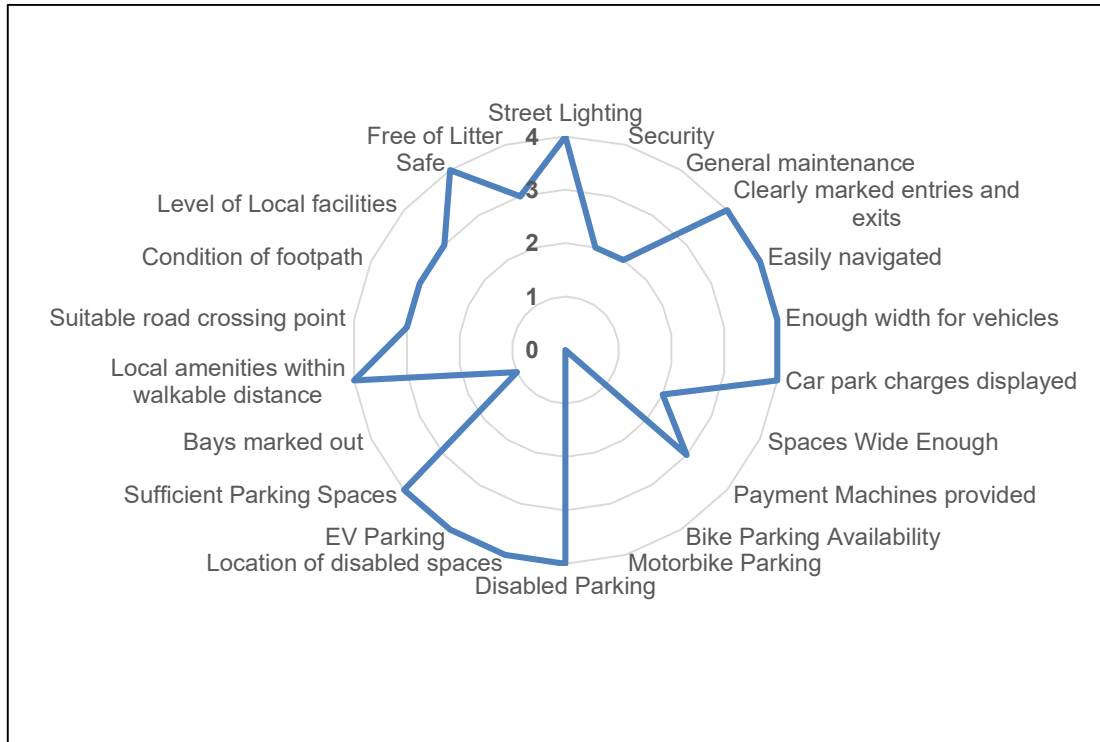 Street Lighting
Security
General maintenance
Clearly marked entries and
exits
Easily navigated
Enough width for vehicles
Car park charges displayed
Spaces Wide Enough
Payment Machines provided
Bike Parking Availability
Motorbike Parking
Disabled Parking
Location of disabled spaces
EV Parking
Sufficient Parking Spaces
Bays marked out
Local amenities within
walkable distance
Suitable road crossing point
Condition of footpath
Level of Local facilities
Safe
Free of Litter
4
3
2
1
0